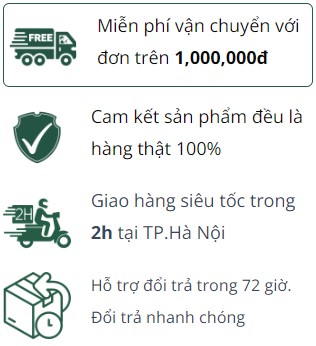 FREE
Miễn phí vận chuyển với
đơn trên 1,000,000đ
Cam kết sản phẩm đều là
hàng thật 100%
2H
Giao hàng siêu tốc trong
2h tại TP.Hà Nội
Hỗ trợ đổi trả trong 72 giờ.
Đổi trả nhanh chóng